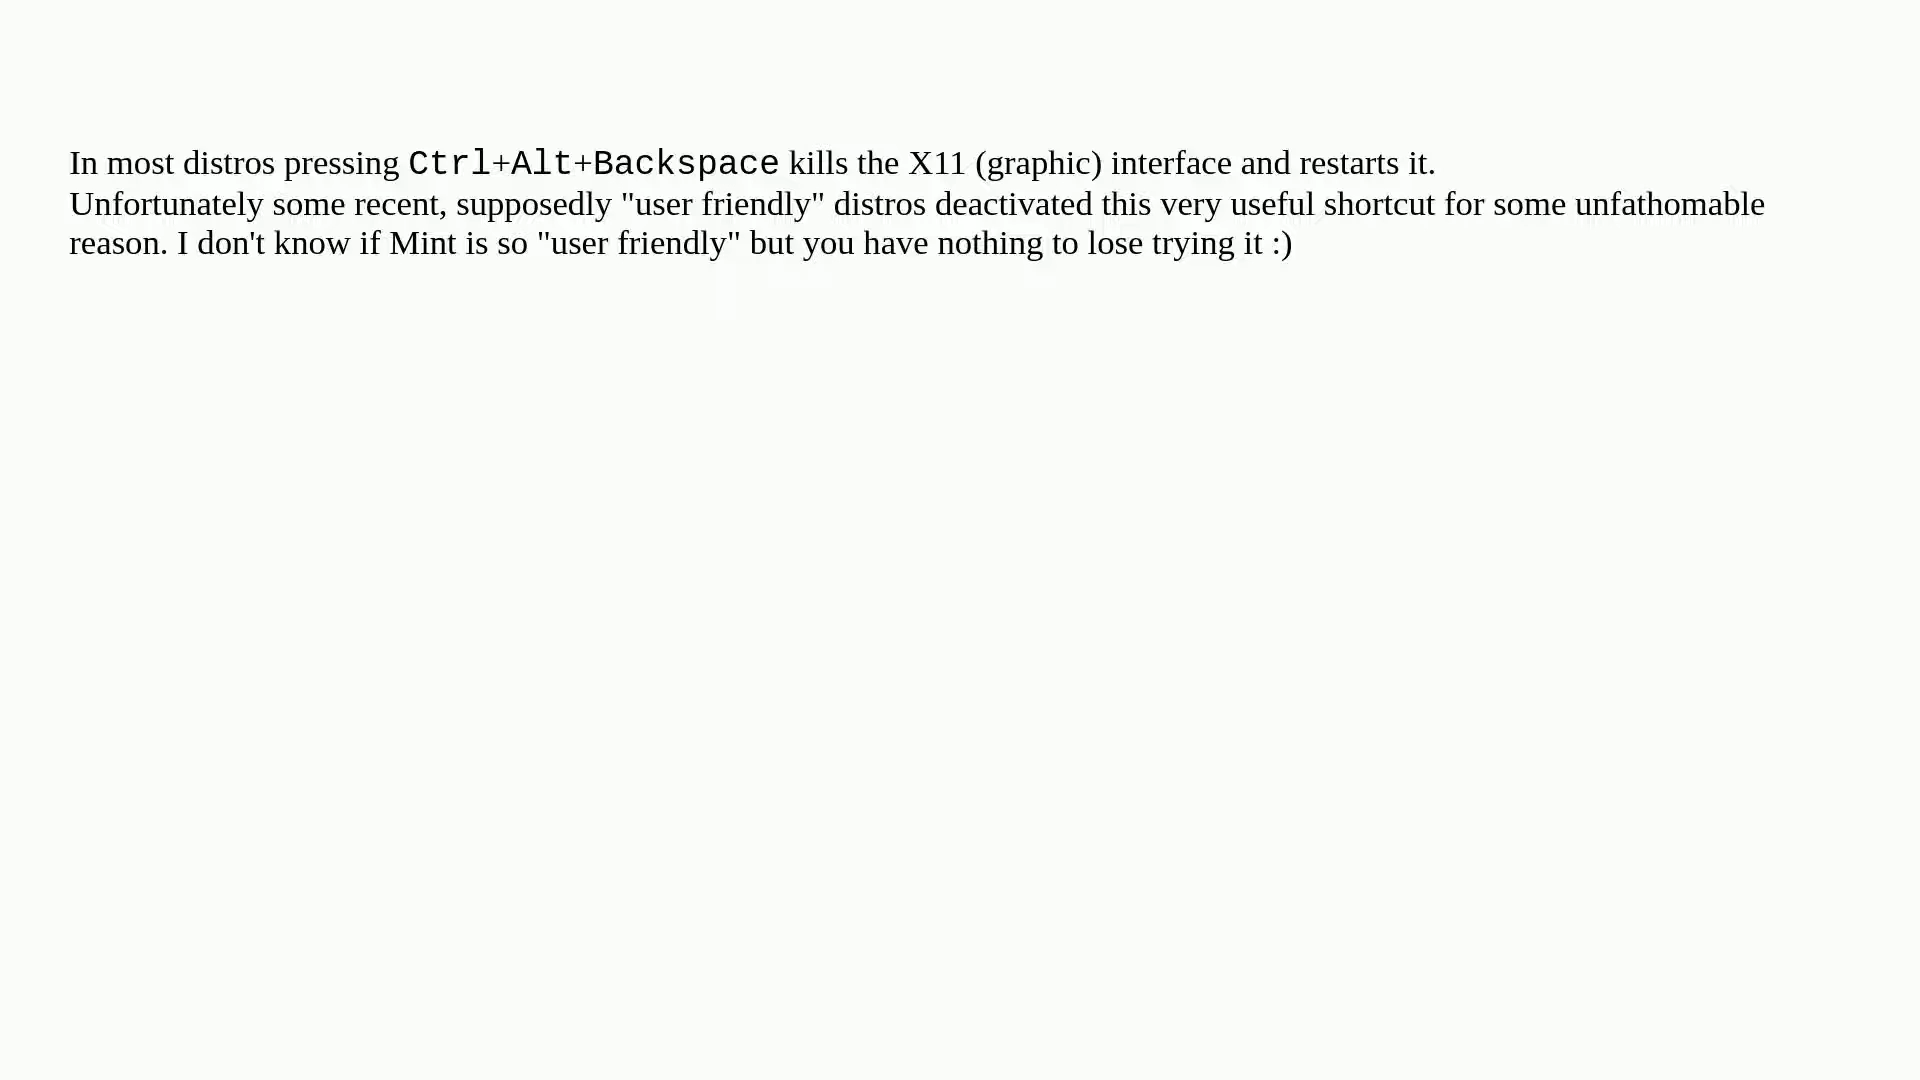 In most distros pressing Ctrl+Alt+Backspace kills the X11 (graphic) interface and restarts it.
Unfortunately some recent, supposedly "user friendly" distros deactivated this very useful shortcut for some unfathomable
reason. I don't know if Mint is so "user friendly" but you have nothing to lose trying it :)